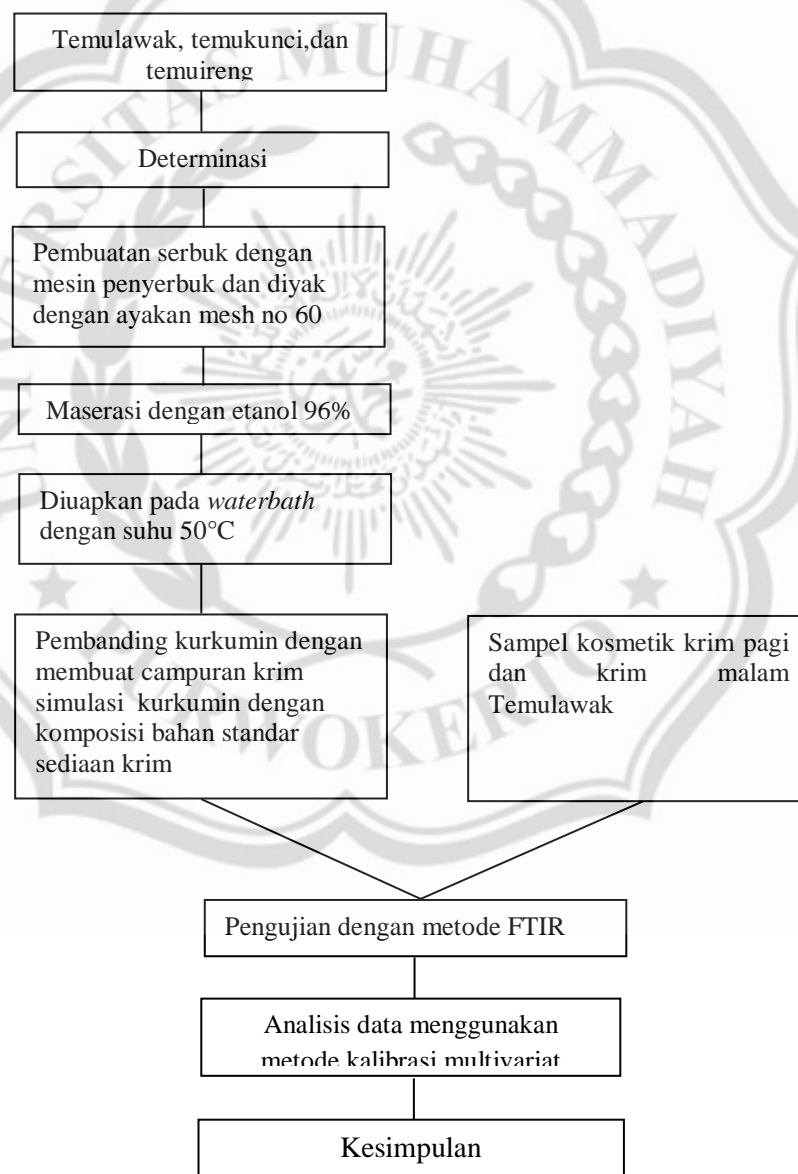 Temulawak, temukunci,dan
temuireng
Determinasi
Pembuatan serbuk dengan
mesin penyerbuk dan diyak
dengan ayakan mesh no 60
Maserasi dengan etanol 96%
Diuapkan pada waterbath
dengan suhu 50°C
Pembanding kurkumin dengan
membuat campuran krim
simulasi kurkumin dengan
komposisi bahan standar
sediaan krim
Sampel kosmetik krim pagi
dan krim malam
Temulawak
Pengujian dengan metode FTIR
Analisis data menggunakan
metode kalibrasi multivariat
Kesimpulan
UNIVERSITAS MUHAMMADIYAH
PURWOKERTO